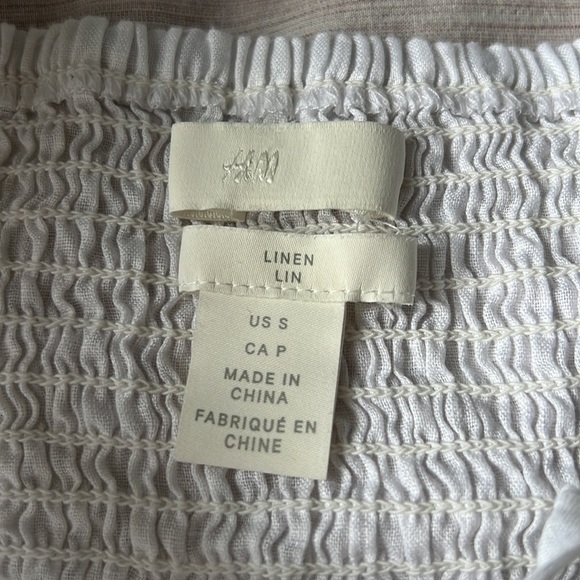 H&M
LINEN
LIN
US S
CA P
MADE IN
CHINA
FABRIQUÉ EN
CHINE